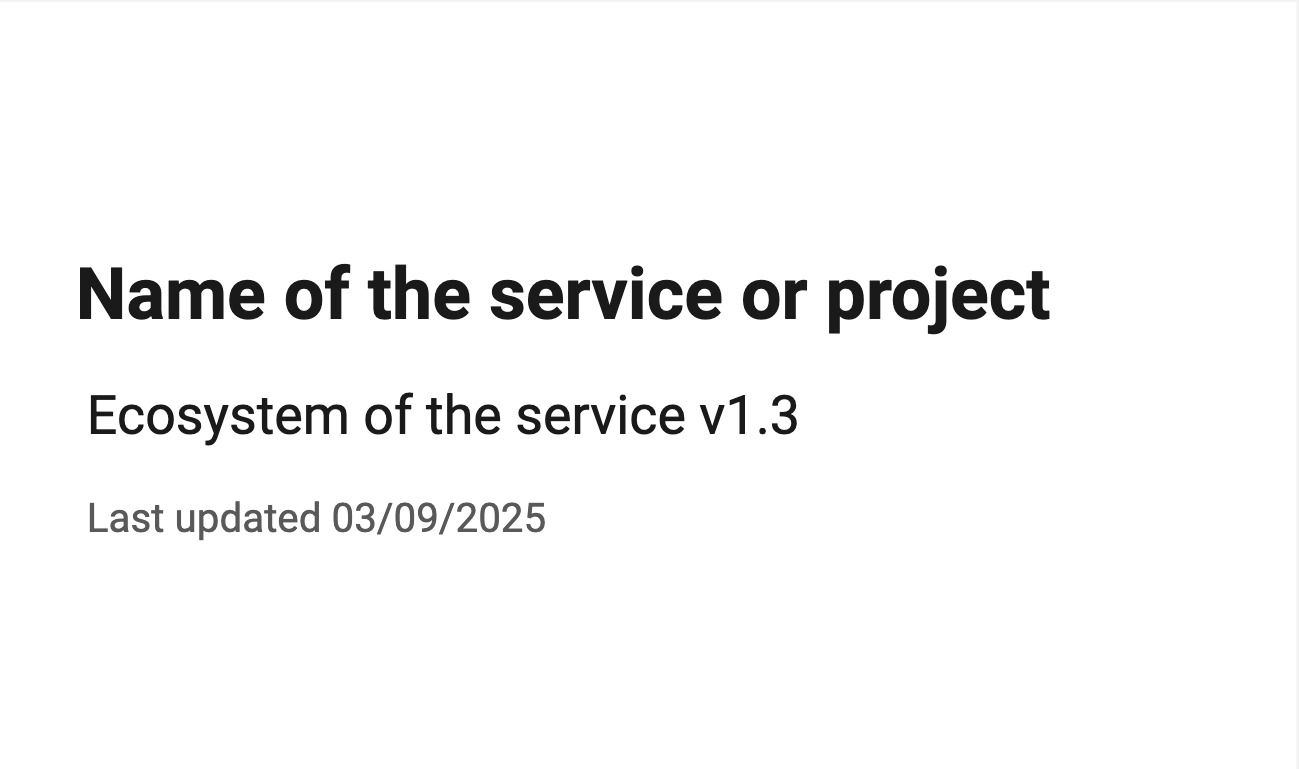 Name of the service or project
Ecosystem of the service v1.3
Last updated 03/09/2025